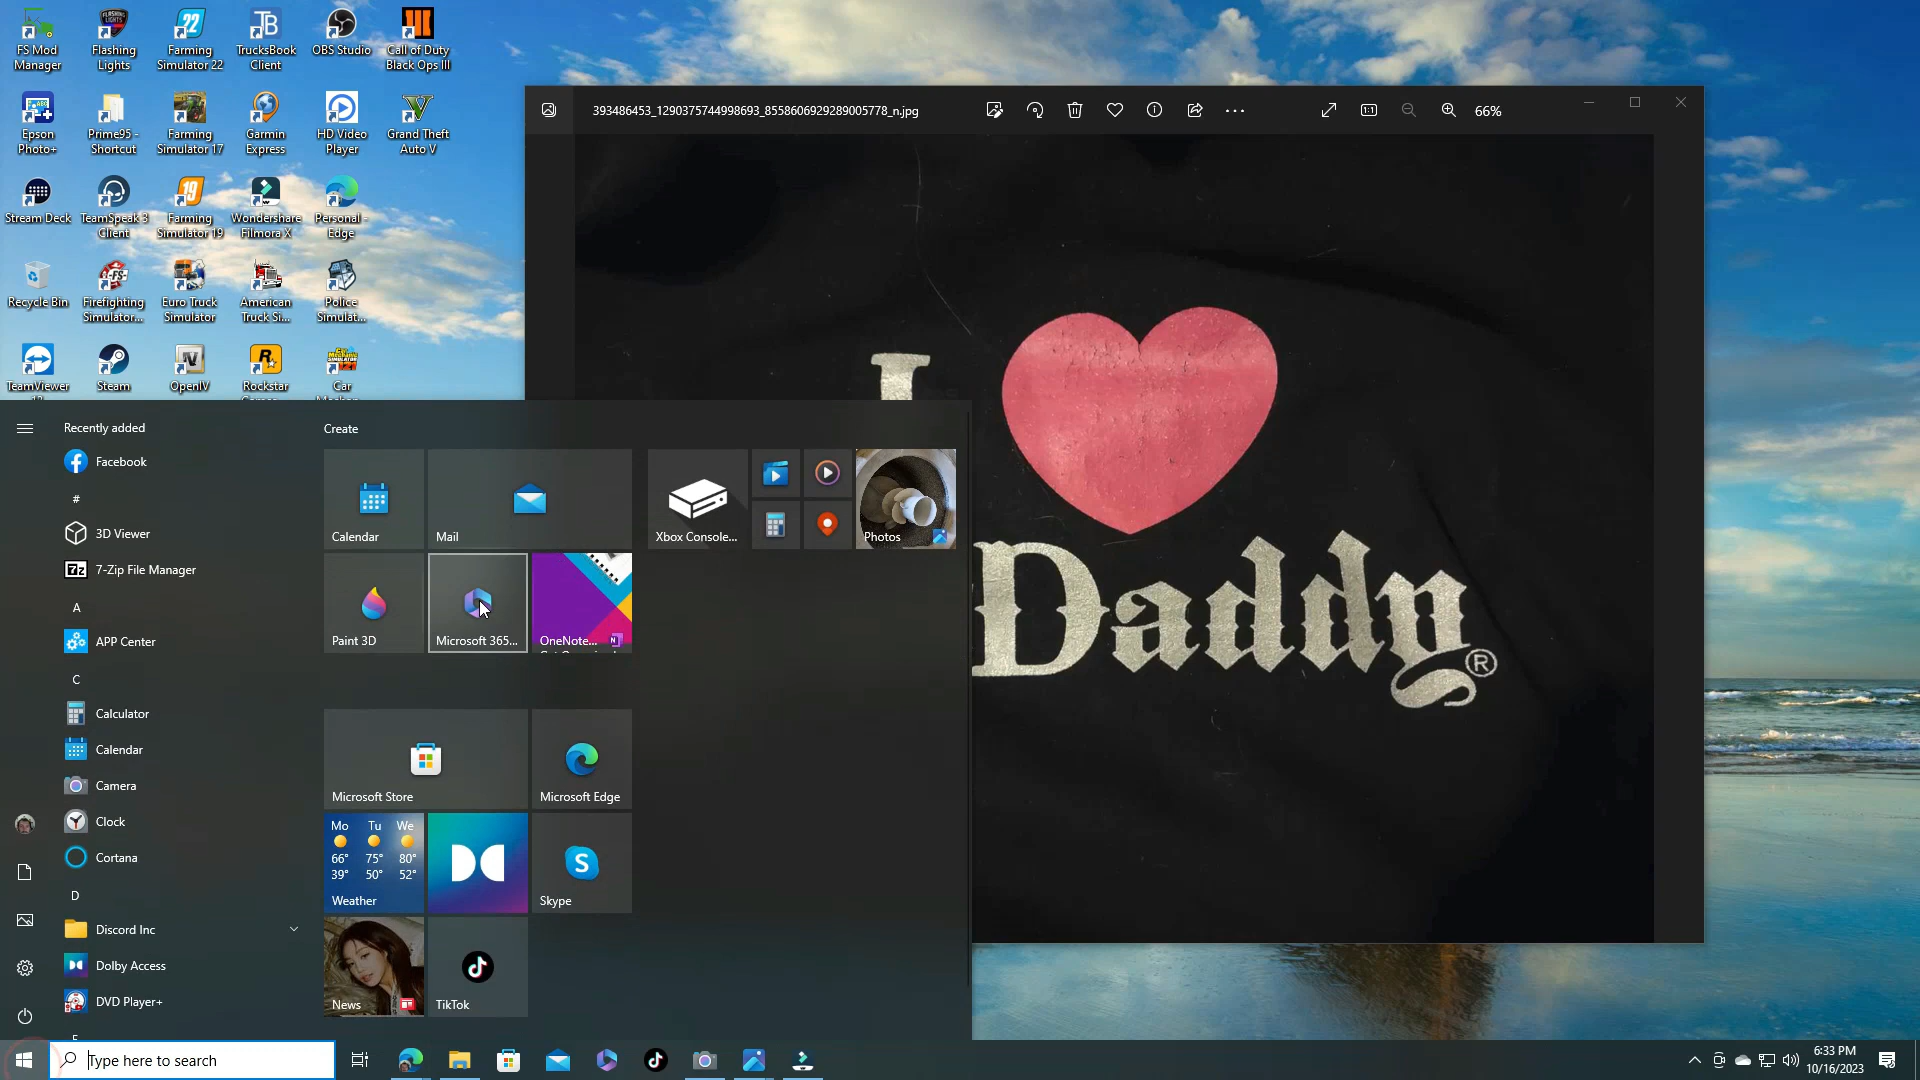 FS Mod Manager
Flashing Lights
Farming Simulator 22
TrucksBook Client
OBS Studio
Call of Duty Black Ops III
Epson Photo+
Prime95 - Shortcut
Farming Simulator 17
Garmin Express
HD Video Player
Grand Theft Auto V
Stream Deck
TeamSpeak 3 Client
Farming Simulator 19
Wondershare Filmora X
Personal - Edge
Recycle Bin
Firefighting Simulator...
Euro Truck Simulator
American Truck Si...
Police Simulat...
TeamViewer
Steam
OpenIV
Rockstar
Car
393486453_1290375744998693_8558606929289005778_n.jpg
66%
I
Daddy®
Recently added
Facebook
#
3D Viewer
7-Zip File Manager
A
APP Center
C
Calculator
Calendar
Camera
Clock
Cortana
D
Discord Inc
Dolby Access
DVD Player+
Create
Calendar
Mail
Xbox Console...
Photos
Paint 3D
Microsoft 365...
OneNote...
Microsoft Store
Microsoft Edge
Mo Tu We
66° 75° 80°
39° 50° 52°
Weather
Skype
News
TikTok
Type here to search
6:33 PM
10/16/2023